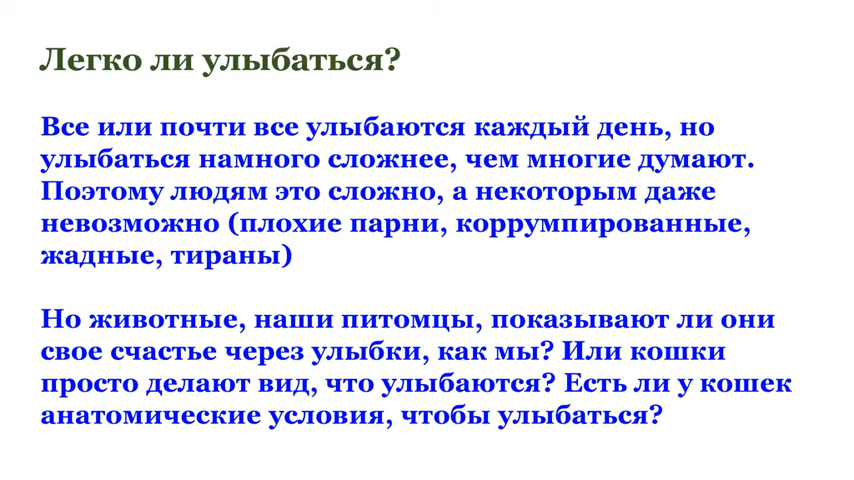 Легко ли улыбаться?
Все или почти все улыбаются каждый день, но
улыбаться намного сложнее, чем многие думают.
Поэтому людям это сложно, а некоторым даже
невозможно (плохие парни, коррумпированные,
жадные, тираны)
Но животные, наши питомцы, показывают ли они
свое счастье через улыбки, как мы? Или кошки
просто делают вид, что улыбаются? Есть ли у кошек
анатомические условия, чтобы улыбаться?